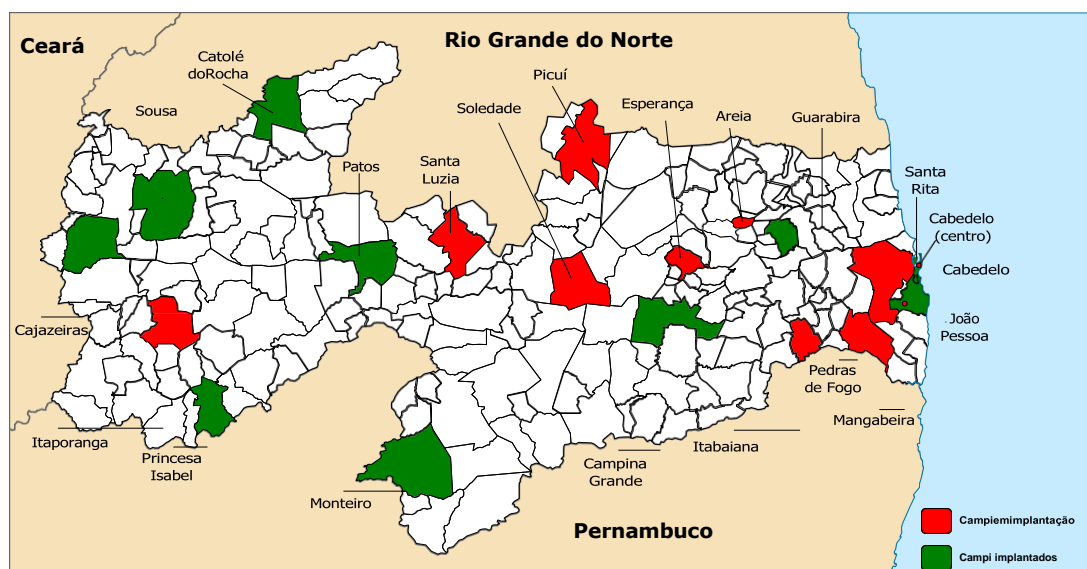 Ceará
Rio Grande do Norte
Catolé
doRocha
Sousa
Picuí
Soledade
Esperança
Areia
Guarabira
Patos
Santa
Luzia
Santa
Rita
Cabedelo
(centro)
Cabedelo
João
Pessoa
Cajazeiras
Pedras
de Fogo
Mangabeira
Itaporanga
Princesa
Isabel
Itabaiana
Campina
Grande
Monteiro
Pernambuco
Campiemimplantação
Campi implantados